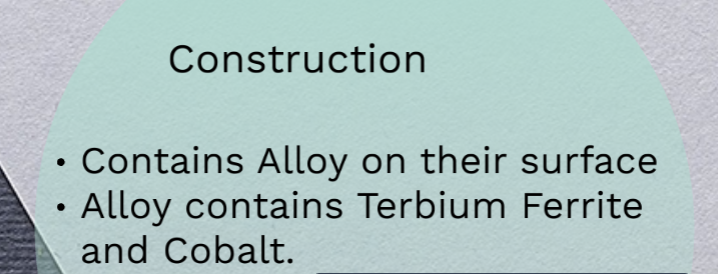 Construction
• Contains Alloy on their surface
• Alloy contains Terbium Ferrite
and Cobalt.